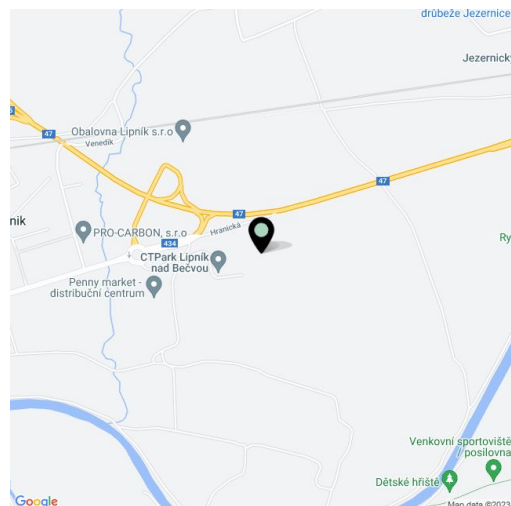 drůbeže Jezernice
Jezernický
Obalovna Lipník s.r.o
47
Venedik
47
47
nik
PRO-CARBON, s.r.o
434
Hranická
Ry
CTPark Lipník
nad Bečvou
Penny market -
distribuční centrum
Venkovní sportoviště
/ posilovna
Dětské hřiště
Google
Map data ©2023